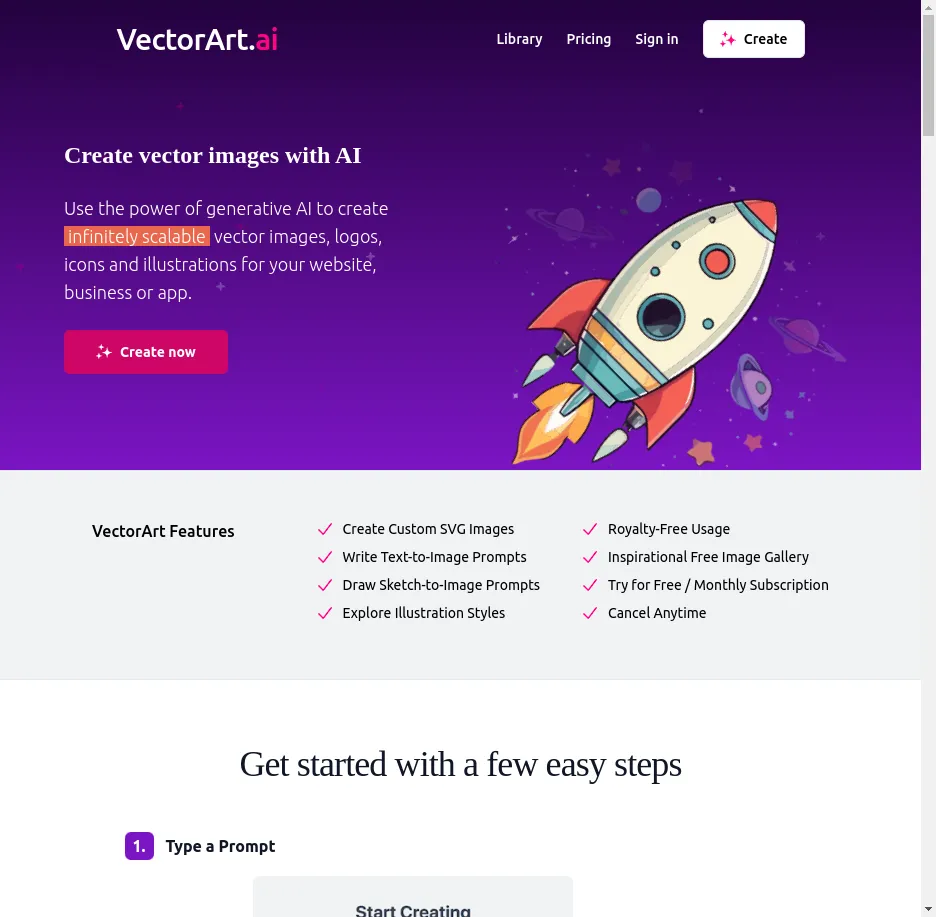 VectorArt.ai
Library
Pricing
Sign in
Create
Create vector images with AI
Use the power of generative AI to create
infinitely scalable vector images, logos,
icons and illustrations for your website,
business or app.
Create now
VectorArt Features
Create Custom SVG Images
Write Text-to-Image Prompts
Draw Sketch-to-Image Prompts
Explore Illustration Styles
Royalty-Free Usage
Inspirational Free Image Gallery
Try for Free / Monthly Subscription
Cancel Anytime
Get started with a few easy steps
1. Type a Prompt
Start Creating